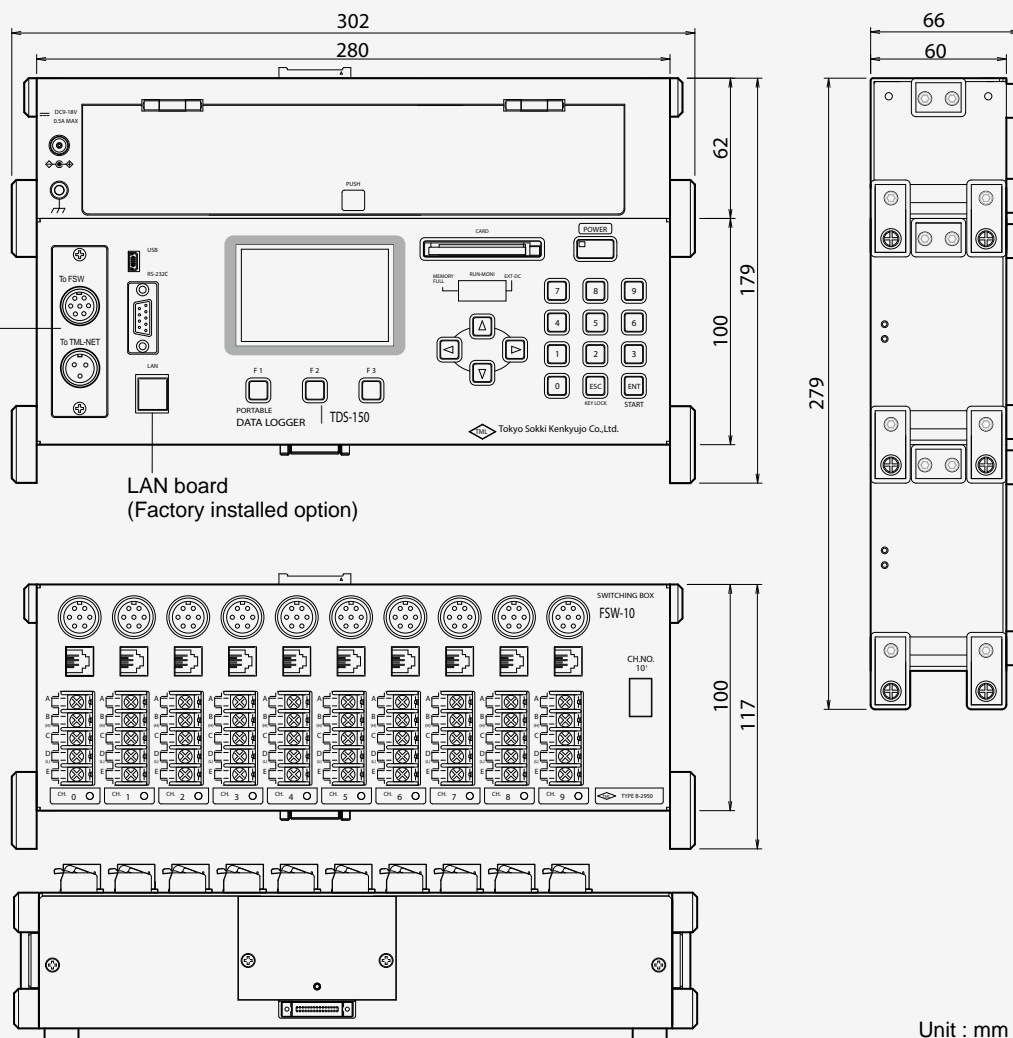 302
280
66
60
DC9-18V
0.5A MAX
PUSH
62
179
CARD
POWER
USB
MEMORY
FULL
RUN-MONI
EXT-DC
To FSW
RS-232C
7 8 9
4 5 6
1 2 3
0 ESC ENT
KEY LOCK START
100
To TML-NET
LAN
F 1 F 2 F 3
PORTABLE
DATA LOGGER TDS-150
TML Tokyo Sokki Kenkyujo Co.,Ltd.
279
LAN board
(Factory installed option)
SWITCHING BOX
FSW-10
CH.NO.
10¹
100
117
A A A A A A A A A A
B B B B B B B B B B
(H) (H) (H) (H) (H) (H) (H) (H) (H) (H)
C C C C C C C C C C
D D D D D D D D D D
(L) (L) (L) (L) (L) (L) (L) (L) (L) (L)
E E E E E E E E E E
CH. 0 CH. 1 CH. 2 CH. 3 CH. 4 CH. 5 CH. 6 CH. 7 CH. 8 CH. 9 TML TYPE B-2950
Unit : mm